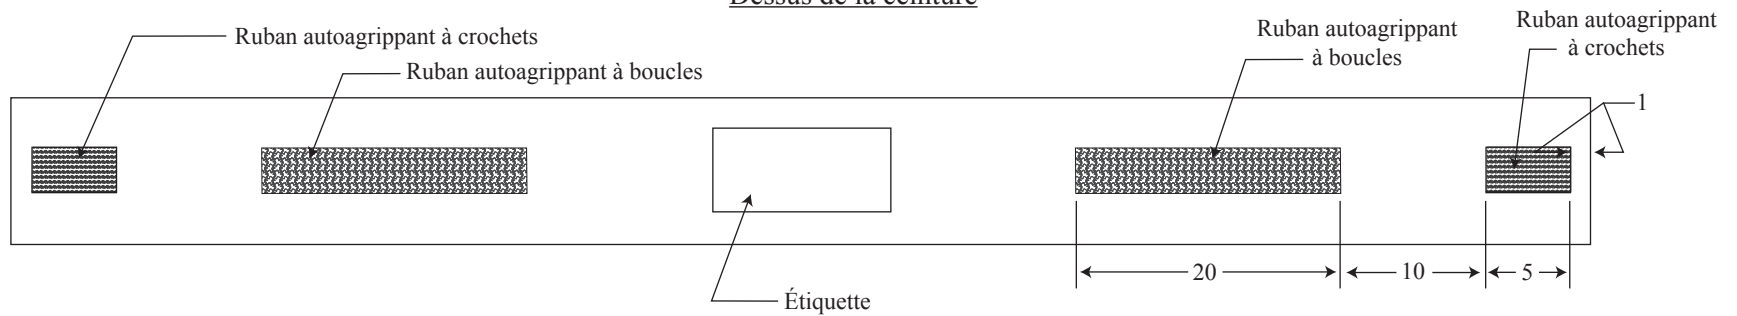 Dessus de la ceinture
Ruban autoagrippant à crochets
Ruban autoagrippant à boucles
Ruban autoagrippant
à boucles
Ruban autoagrippant
à crochets
1
20
10
5
Étiquette